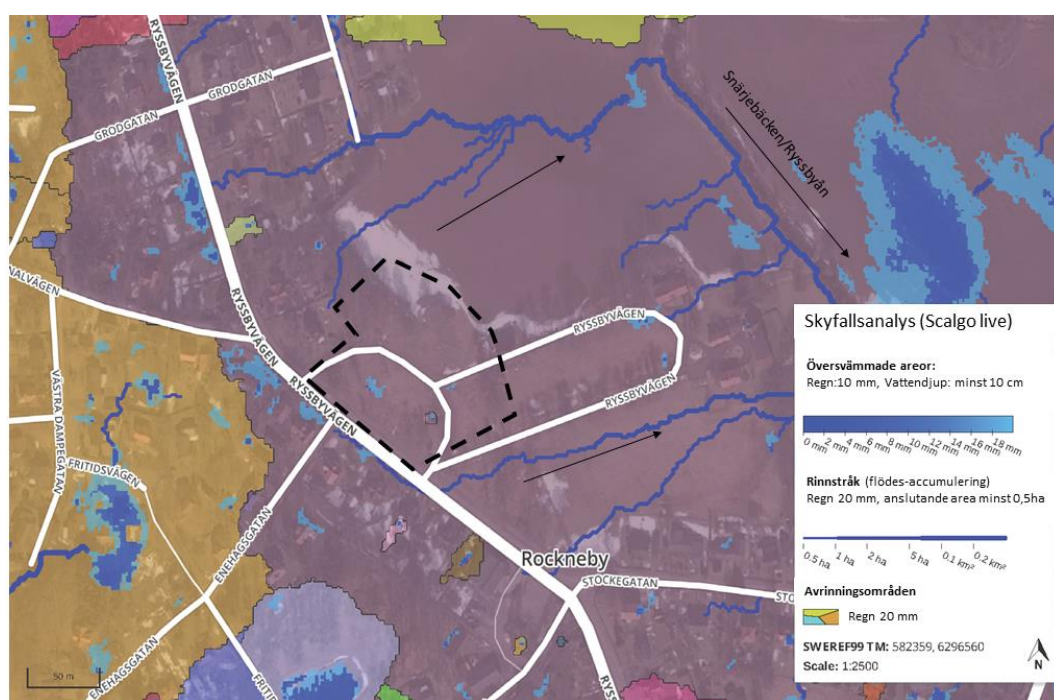 RYSSBYVÄGEN
GRODGATAN
GRODGATAN
Snärjebäcken/Ryssbyån
NALVÄGEN
RYSSBYVÄGEN
RYSSBYVÄGEN
RYSSBYVÄGEN
RYSSBYVÄGEN
VÄSTRA DAMPEGATAN
FRITIDSVÄGEN
ENEHAGSGATAN
ENEHAGSGATAN
FRIT
Rockneby
STOCKEGATAN
STO
RYSS
50 m
Skyfallsanalys (Scalgo live)
Översvämmade areor:
Regn:10 mm, Vattendjup: minst 10 cm
0 mm 2 mm 4 mm 6 mm 8 mm 10 mm 12 mm 14 mm 16 mm 18 mm
Rinnstråk (flödes-accumulering)
Regn 20 mm, anslutande area minst 0,5ha
0.5 ha 1 ha 2 ha 5 ha 0.1 km² 0.2 km²
Avrinningsområden
Regn 20 mm
SWEREF99 TM: 582359, 6296560
Scale: 1:2500
N